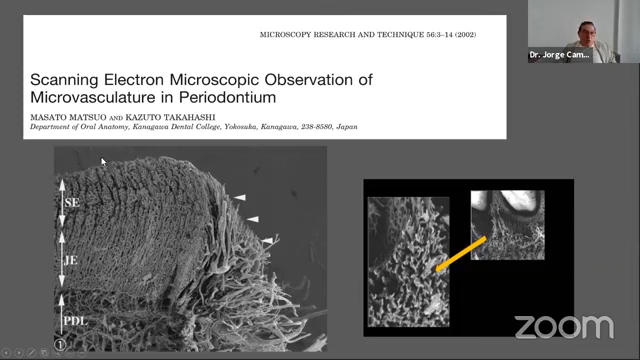 MICROSCOPY RESEARCH AND TECHNIQUE 56:3–14 (2002)
Scanning Electron Microscopic Observation of
Microvasculature in Periodontium
MASATO MATSUO AND KAZUTO TAKAHASHI
Department of Oral Anatomy, Kanagawa Dental College, Yokosuka, Kanagawa, 238-8580, Japan
Dr. Jorge Cam...
SE
JE
PDL
1
zoom